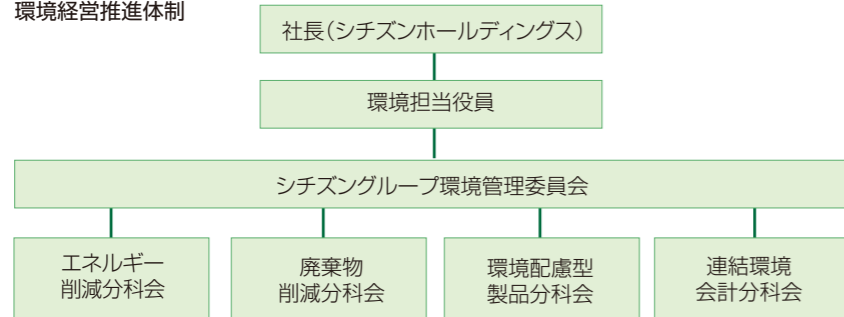 環境経営推進体制
社長（シチズンホールディングス）
環境担当役員
シチズングループ環境管理委員会
エネルギー
削減分科会
廃棄物
削減分科会
環境配慮型
製品分科会
連結環境
会計分科会